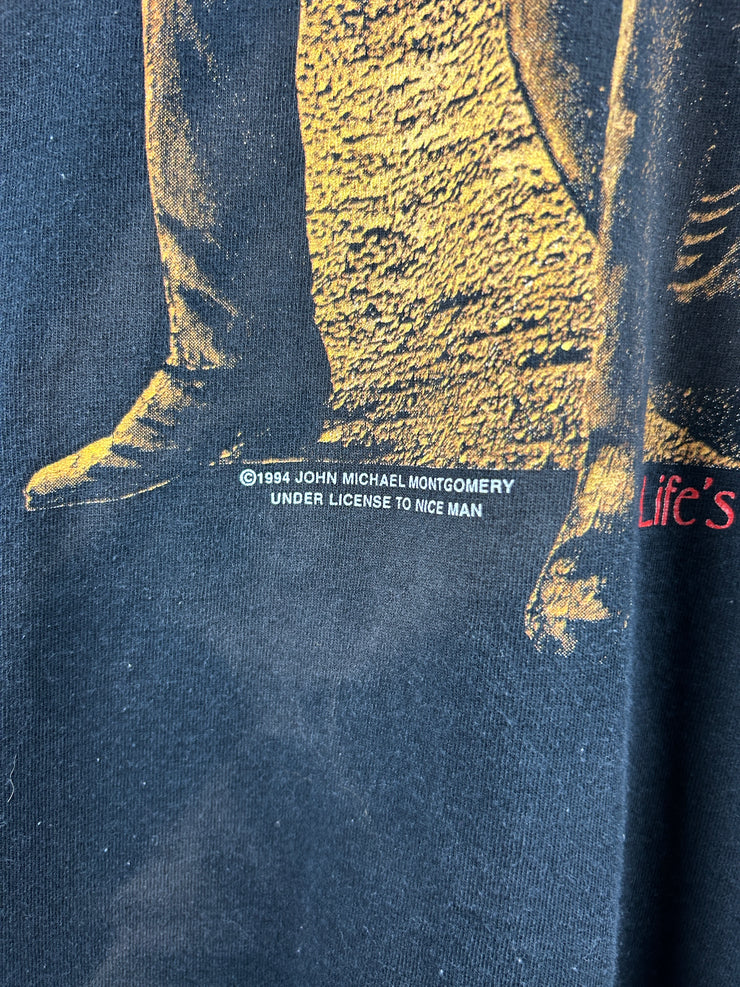 ©1994 JOHN MICHAEL MONTGOMERY
UNDER LICENSE TO NICE MAN
Life's